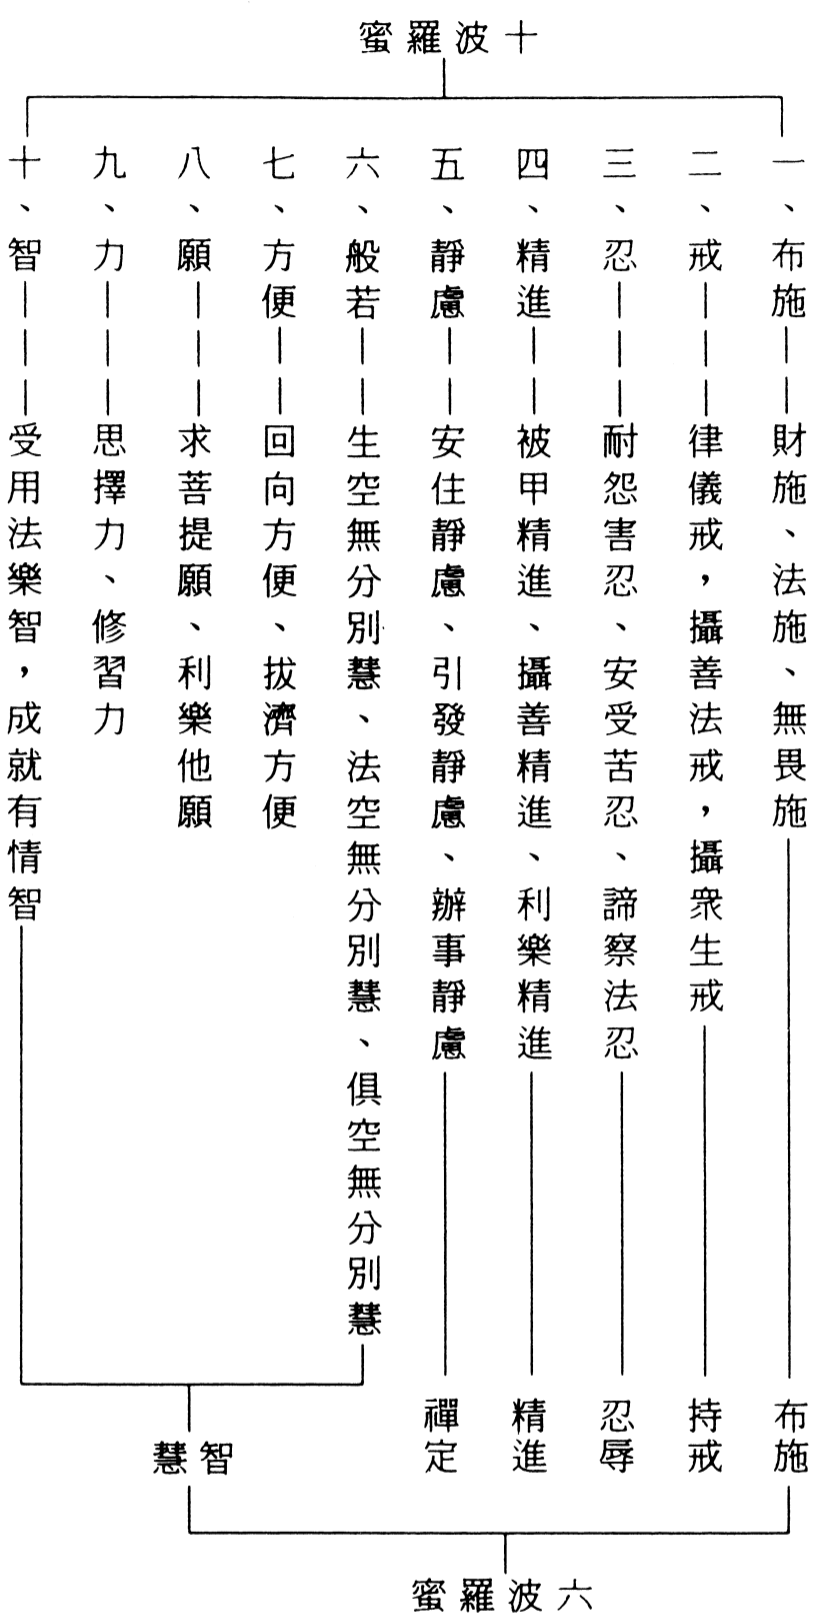 十波羅蜜
一、布施———財施、法施、無畏施
二、戒———律儀戒，攝善法戒，攝衆生戒
三、忍———耐怨害忍、安受苦忍、諦察法忍
四、精進——被甲精進、攝善精進、利樂精進
五、靜慮——安住靜慮、引發靜慮、辦事靜慮
六、般若——生空無分別慧、法空無分別慧、俱空無分別慧
七、方便——回向方便、拔濟方便
八、願———求菩提願、利樂他願
九、力———思擇力、修習力
十、智———受用法樂智，成就有情智
布施
持戒
忍辱
精進
禪定
智慧
六波羅蜜